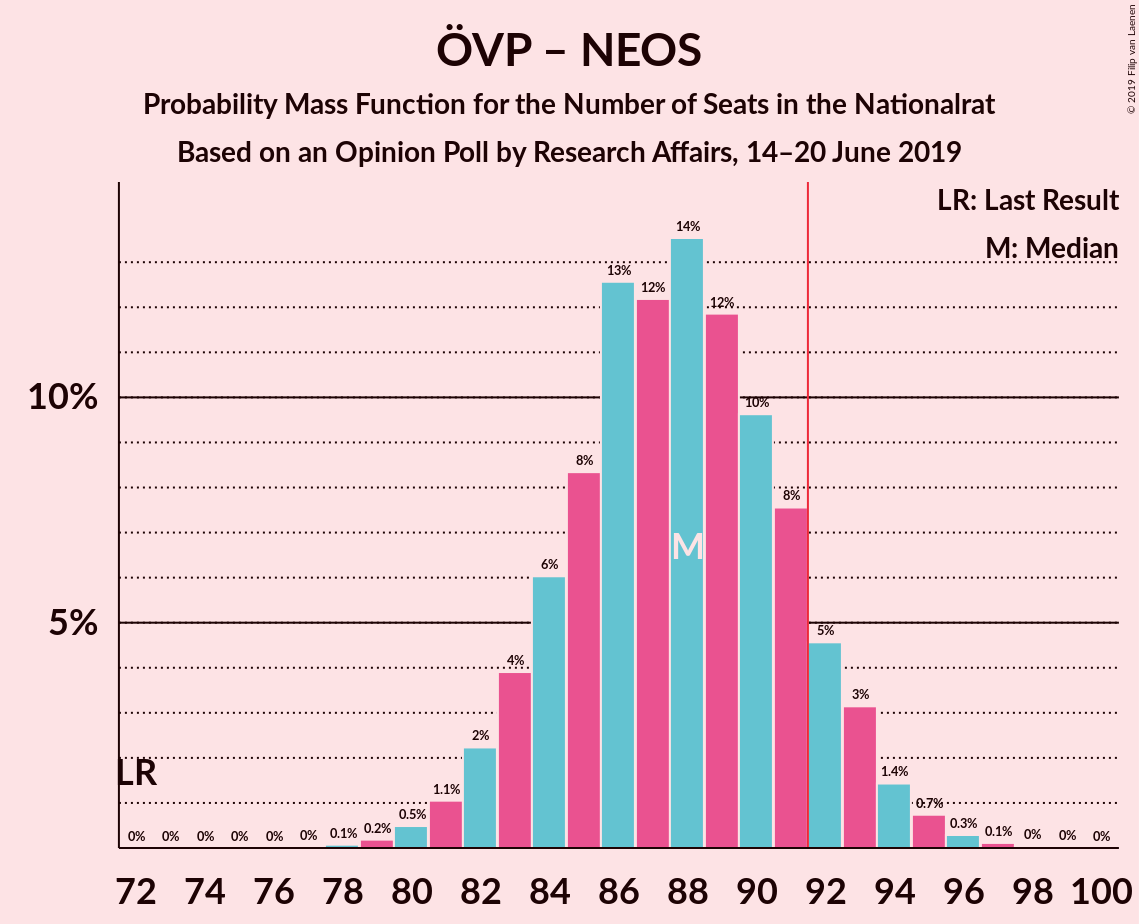 ÖVP – NEOS
Probability Mass Function for the Number of Seats in the Nationalrat
Based on an Opinion Poll by Research Affairs, 14–20 June 2019
© 2019 Filip van Laenen
LR: Last Result
M: Median
10%
5%
LR
M
0% 0% 0% 0% 0% 0% 0.1% 0.2% 0.5% 1.1% 2% 4% 6% 8% 13% 12% 14% 12% 10% 8% 5% 3% 1.4% 0.7% 0.3% 0.1% 0% 0% 0%
72 74 76 78 80 82 84 86 88 90 92 94 96 98 100